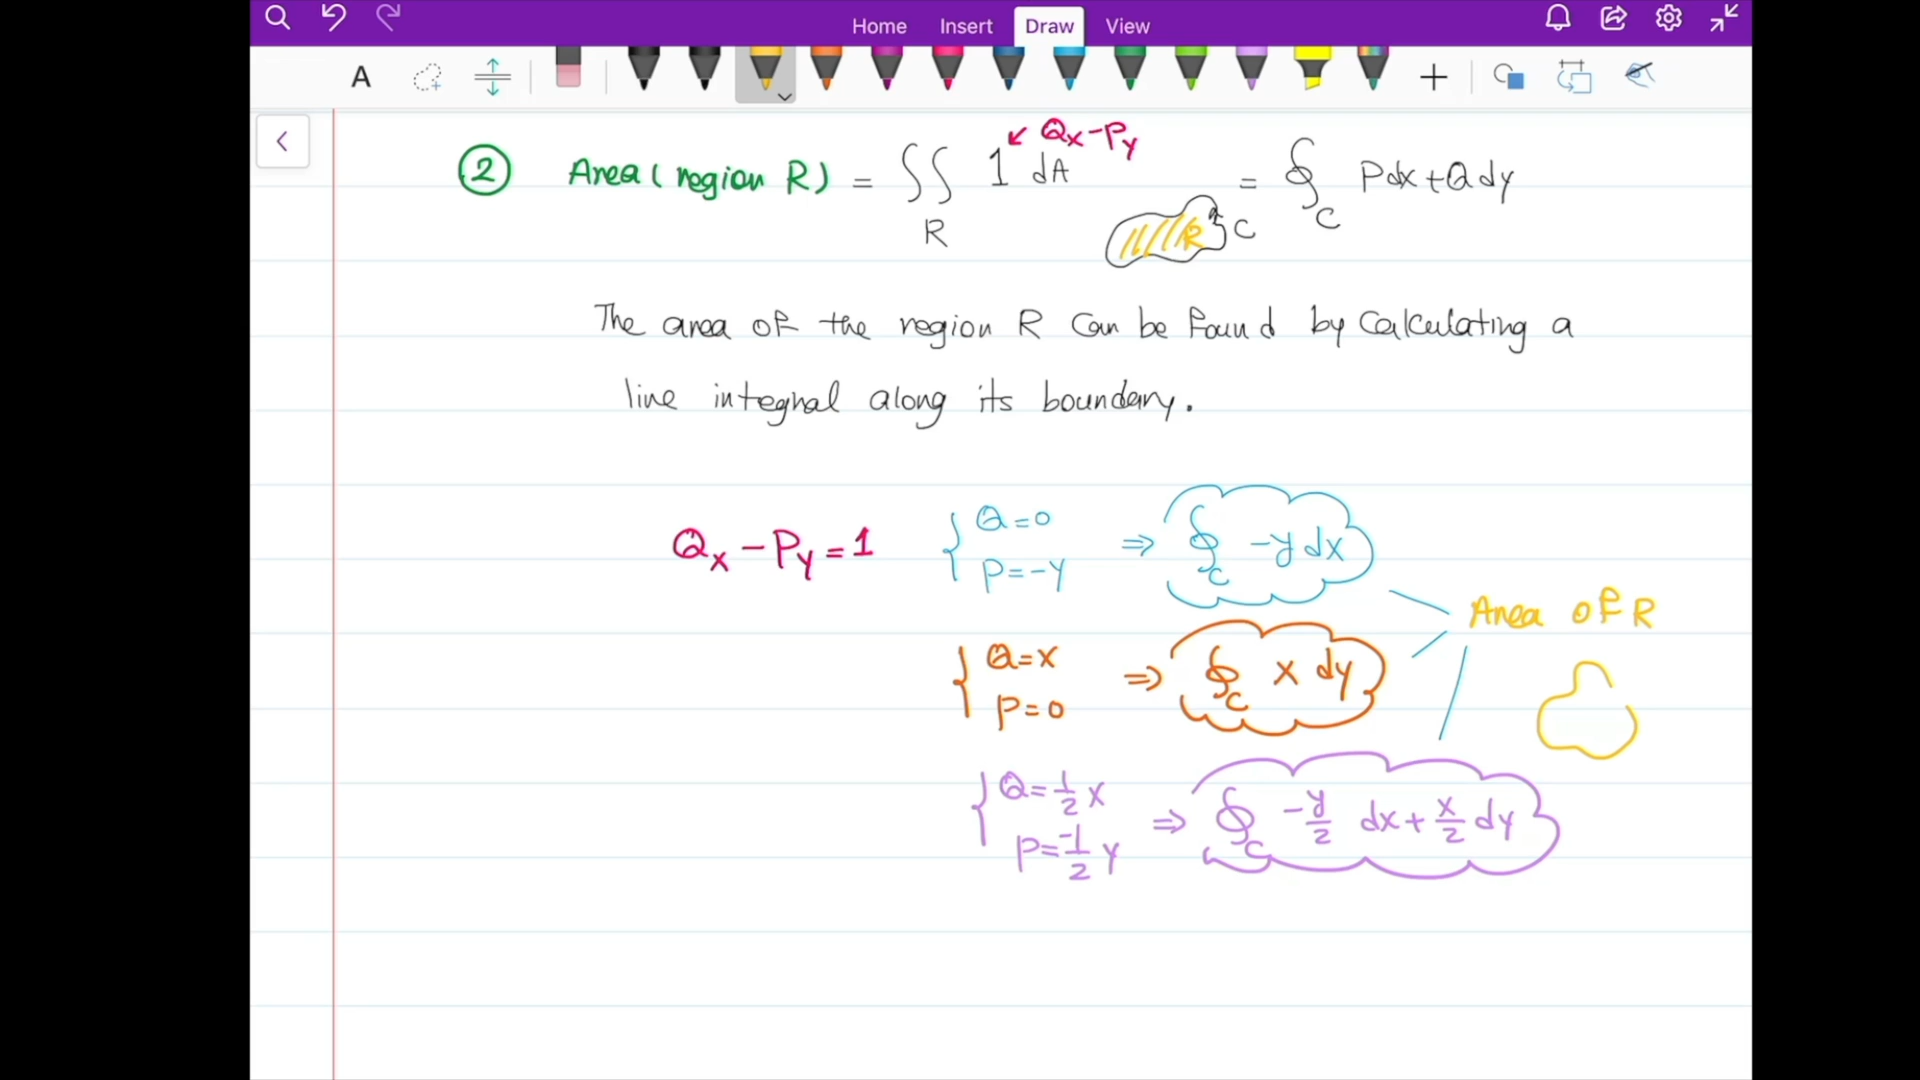 Home Insert Draw View
A
② Area (region R) = ∬_R 1 dA = ∮_C Pdx+Qdy
↙ Qx-Py
R C
The area of the region R can be found by calculating a
line integral along its boundary.
Qx - Py = 1
{ Q=0
P=-y
⇒ ∮_C -y dx
Area of R
{ Q=x
P=0
⇒ ∮_C x dy
{ Q=1/2 x
P=-1/2 y
⇒ ∮_C -y/2 dx + x/2 dy